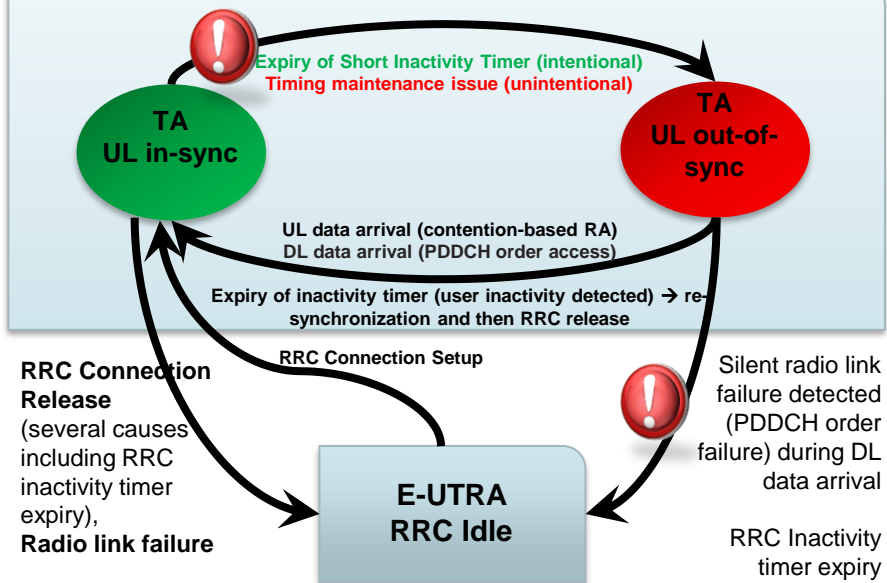 Expiry of Short Inactivity Timer (intentional)
Timing maintenance issue (unintentional)
TA
UL in-sync
TA
UL out-of-
sync
UL data arrival (contention-based RA)
DL data arrival (PDDCH order access)
Expiry of inactivity timer (user inactivity detected) → re-
synchronization and then RRC release
RRC Connection Setup
RRC Connection
Release
(several causes
including RRC
inactivity timer
expiry),
Radio link failure
E-UTRA
RRC Idle
Silent radio link
failure detected
(PDDCH order
failure) during DL
data arrival
RRC Inactivity
timer expiry